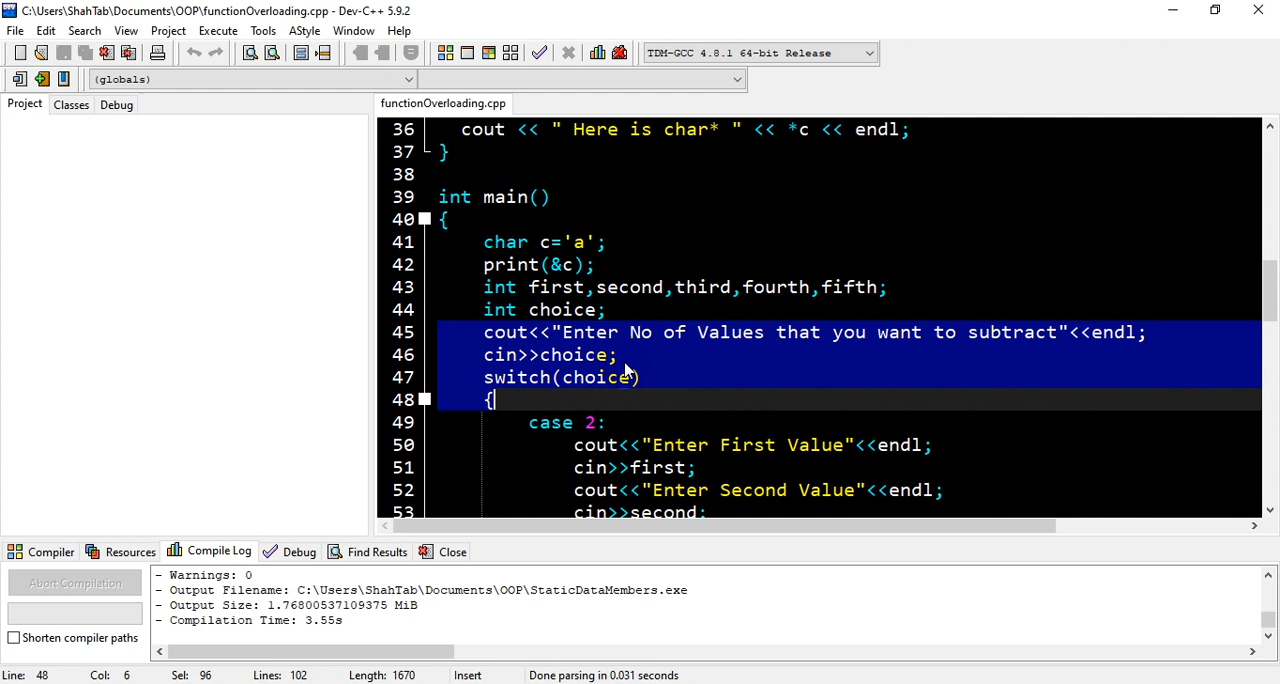 C:\Users\ShahTab\Documents\OOP\functionOverloading.cpp - Dev-C++ 5.9.2
File Edit Search View Project Execute Tools AStyle Window Help
TDM-GCC 4.8.1 64-bit Release
(globals)
Project Classes Debug
functionOverloading.cpp
36 cout << " Here is char* " << *c << endl;
37 }
38
39 int main()
40 {
41 char c='a';
42 print(&c);
43 int first,second,third,fourth,fifth;
44 int choice;
45 cout<<"Enter No of Values that you want to subtract"<<endl;
46 cin>>choice;
47 switch(choice)
48 {
49 case 2:
50 cout<<"Enter First Value"<<endl;
51 cin>>first;
52 cout<<"Enter Second Value"<<endl;
53 cin>>second;
Compiler Resources Compile Log Debug Find Results Close
Abort Compilation
Shorten compiler paths
- Warnings: 0
- Output Filename: C:\Users\ShahTab\Documents\OOP\StaticDataMembers.exe
- Output Size: 1.76800537109375 MiB
- Compilation Time: 3.55s
Line: 48 Col: 6 Sel: 96 Lines: 102 Length: 1670 Insert Done parsing in 0.031 seconds